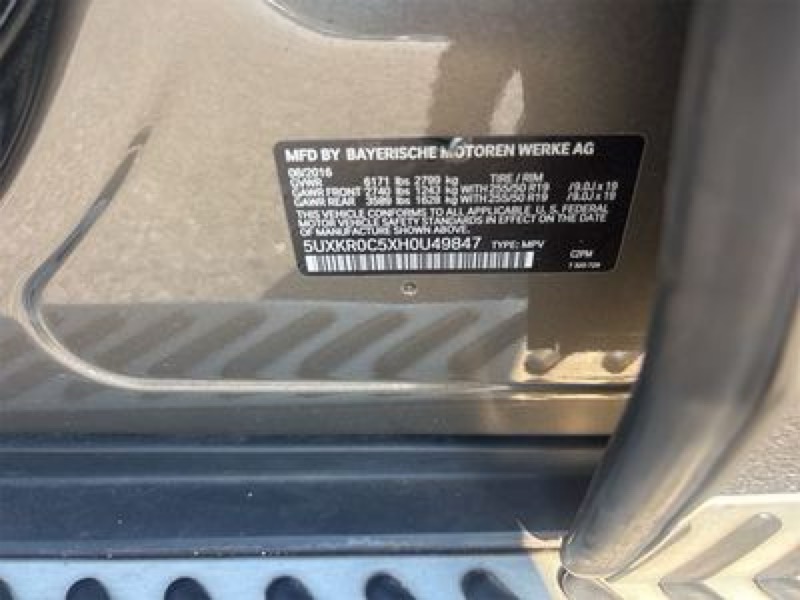 MFD BY BAYERISCHE MOTOREN WERKE AG
06/2016
GVWR 6171 lbs 2799 kg TIRE / RIM
GAWR FRONT 2740 lbs 1243 kg WITH 255/50 R19 /9.0J x 19
GAWR REAR 3589 lbs 1628 kg WITH 255/50 R19 /9.0J x 19
THIS VEHICLE CONFORMS TO ALL APPLICABLE U. S. FEDERAL
MOTOR VEHICLE SAFETY STANDARDS IN EFFECT ON THE DATE
OF MANUFACTURE SHOWN ABOVE.
5UXKR0C5XH0U49847 TYPE: MPV C2PM